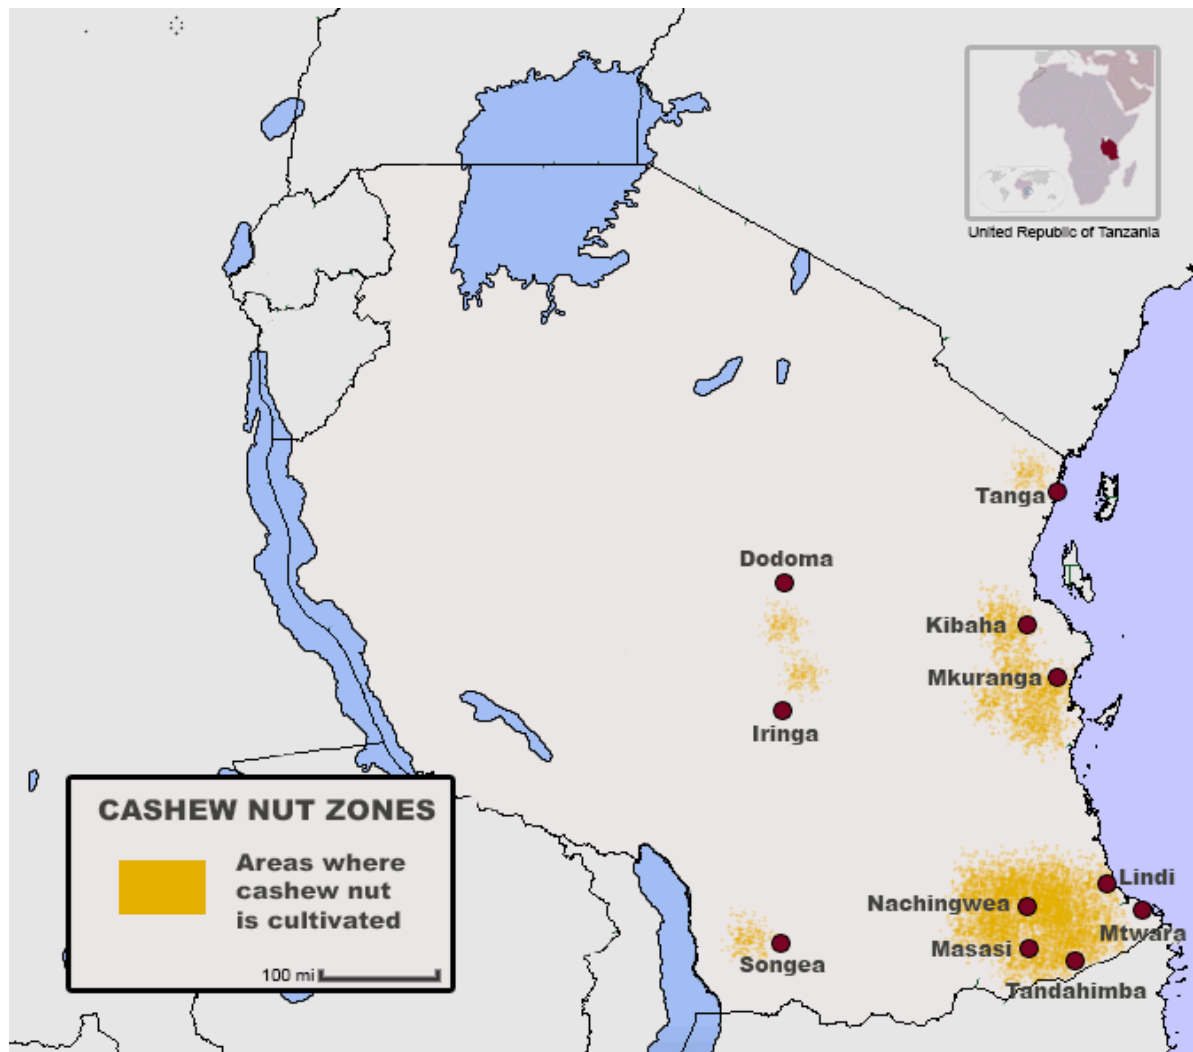 United Republic of Tanzania
Tanga
Dodoma
Kibaha
Mkuranga
Iringa
CASHEW NUT ZONES
Areas where
cashew nut
is cultivated
100 mi
Lindi
Nachingwea
Mtwara
Masasi
Songea
Tandahimba